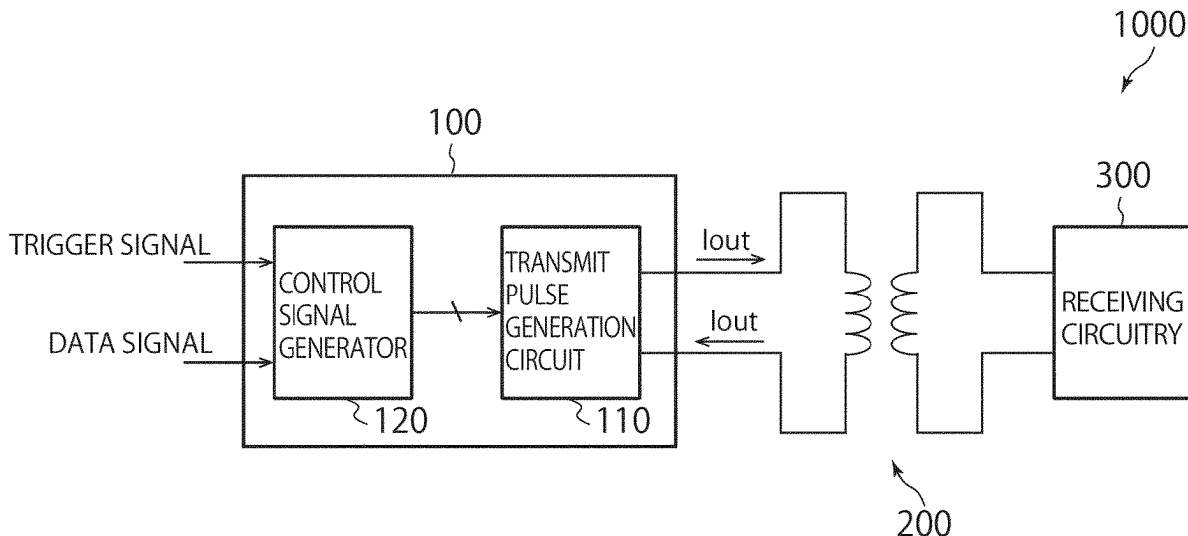 1000
100
300
TRIGGER SIGNAL
DATA SIGNAL
CONTROL
SIGNAL
GENERATOR
120
TRANSMIT
PULSE
GENERATION
CIRCUIT
110
Iout
Iout
RECEIVING
CIRCUITRY
200